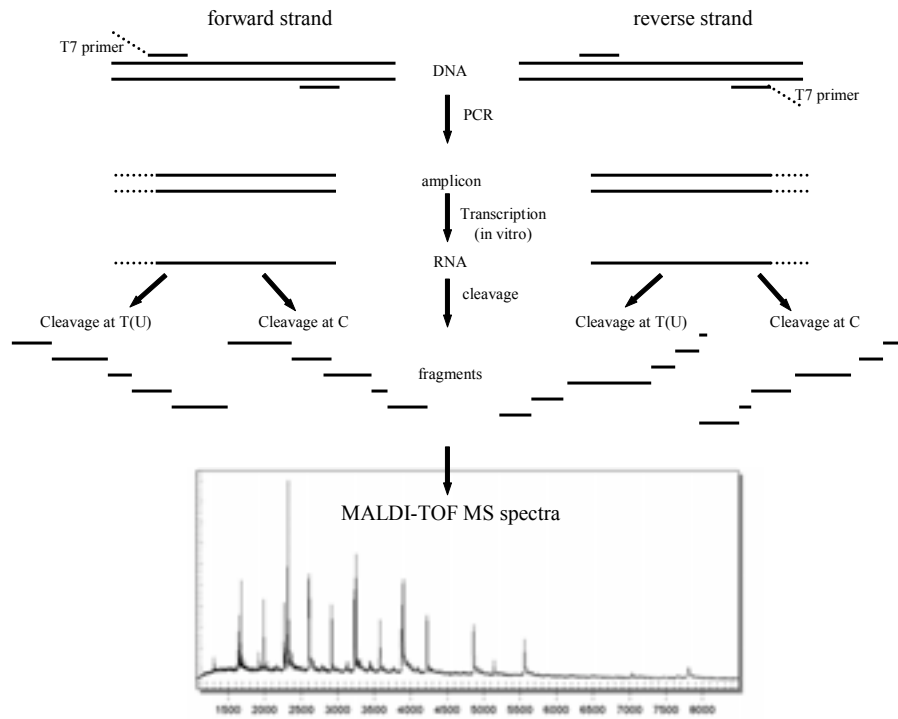 forward strand
reverse strand
T7 primer
DNA
T7 primer
PCR
amplicon
Transcription
(in vitro)
RNA
cleavage
Cleavage at T(U)
Cleavage at C
Cleavage at T(U)
Cleavage at C
fragments
MALDI-TOF MS spectra
1500 2000 2500 3000 3500 4000 4500 5000 5500 6000 6500 7000 7500 8000